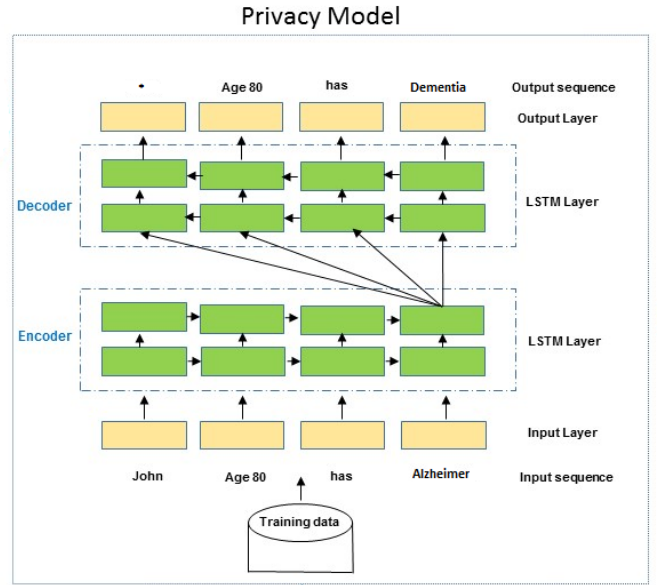 Privacy Model
* Age 80 has Dementia Output sequence
Output Layer
Decoder
LSTM Layer
Encoder
LSTM Layer
Input Layer
John Age 80 has Alzheimer Input sequence
Training data